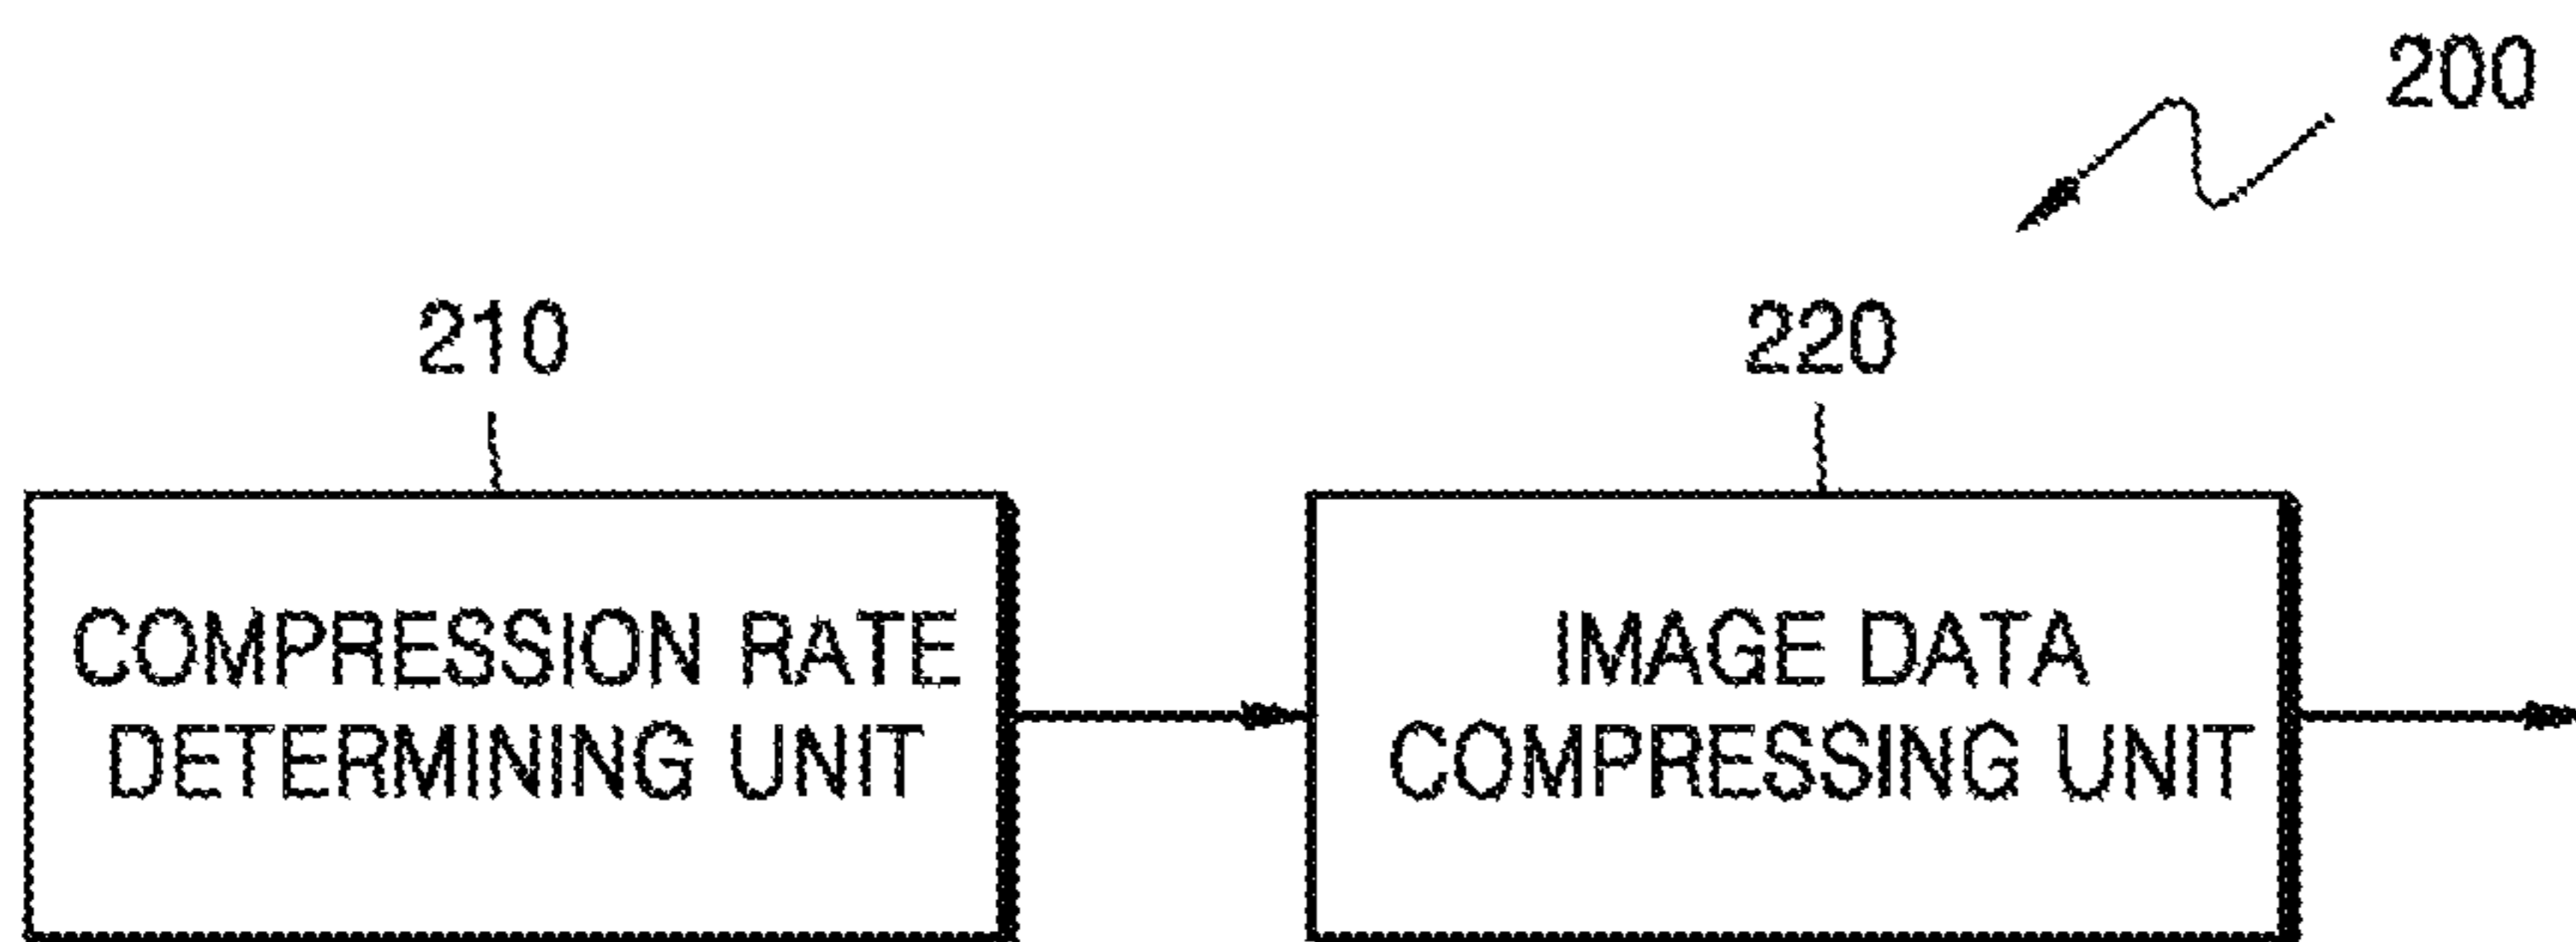 200
210
220
COMPRESSION RATE
DETERMINING UNIT
IMAGE DATA
COMPRESSING UNIT